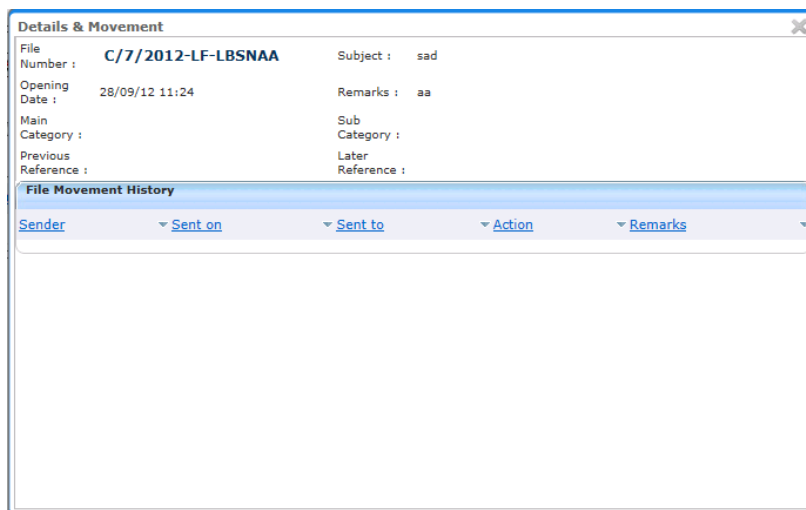 Details & Movement
File Number : C/7/2012-LF-LBSNAA Subject : sad
Opening Date : 28/09/12 11:24 Remarks : aa
Main Category : Sub Category :
Previous Reference : Later Reference :
File Movement History
Sender Sent on Sent to Action Remarks